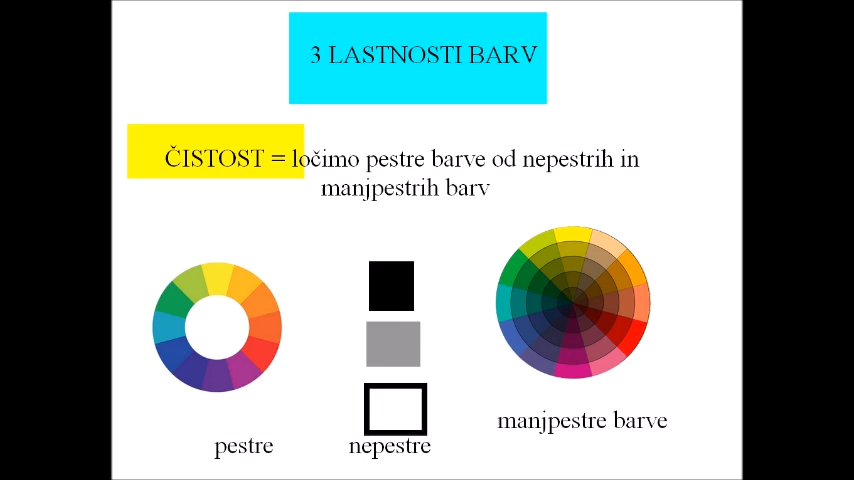 3 LASTNOSTI BARV
ČISTOST = ločimo pestre barve od nepestrih in
manjpestrih barv
pestre
nepestre
manjpestre barve